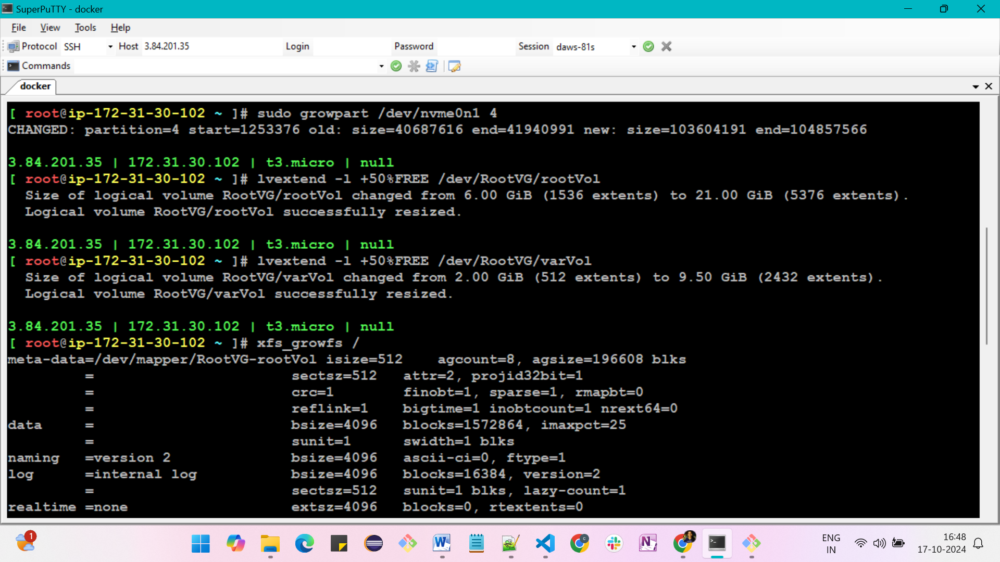 SuperPuTTY - docker
File View Tools Help
Protocol SSH Host 3.84.201.35 Login Password Session daws-81s
Commands
docker
[ root@ip-172-31-30-102 ~ ]# sudo growpart /dev/nvme0n1 4
CHANGED: partition=4 start=1253376 old: size=40687616 end=41940991 new: size=103604191 end=104857566
3.84.201.35 | 172.31.30.102 | t3.micro | null
[ root@ip-172-31-30-102 ~ ]# lvextend -l +50%FREE /dev/RootVG/rootVol
Size of logical volume RootVG/rootVol changed from 6.00 GiB (1536 extents) to 21.00 GiB (5376 extents).
Logical volume RootVG/rootVol successfully resized.
3.84.201.35 | 172.31.30.102 | t3.micro | null
[ root@ip-172-31-30-102 ~ ]# lvextend -l +50%FREE /dev/RootVG/varVol
Size of logical volume RootVG/varVol changed from 2.00 GiB (512 extents) to 9.50 GiB (2432 extents).
Logical volume RootVG/varVol successfully resized.
3.84.201.35 | 172.31.30.102 | t3.micro | null
[ root@ip-172-31-30-102 ~ ]# xfs_growfs /
meta-data=/dev/mapper/RootVG-rootVol isize=512 agcount=8, agsize=196608 blks
= sectsz=512 attr=2, projid32bit=1
= crc=1 finobt=1, sparse=1, rmapbt=0
= reflink=1 bigtime=1 inobtcount=1 nrext64=0
data = bsize=4096 blocks=1572864, imaxpct=25
= sunit=1 swidth=1 blks
naming =version 2 bsize=4096 ascii-ci=0, ftype=1
log =internal log bsize=4096 blocks=16384, version=2
= sectsz=512 sunit=1 blks, lazy-count=1
realtime =none extsz=4096 blocks=0, rtextents=0
1
ENG
IN
16:48
17-10-2024